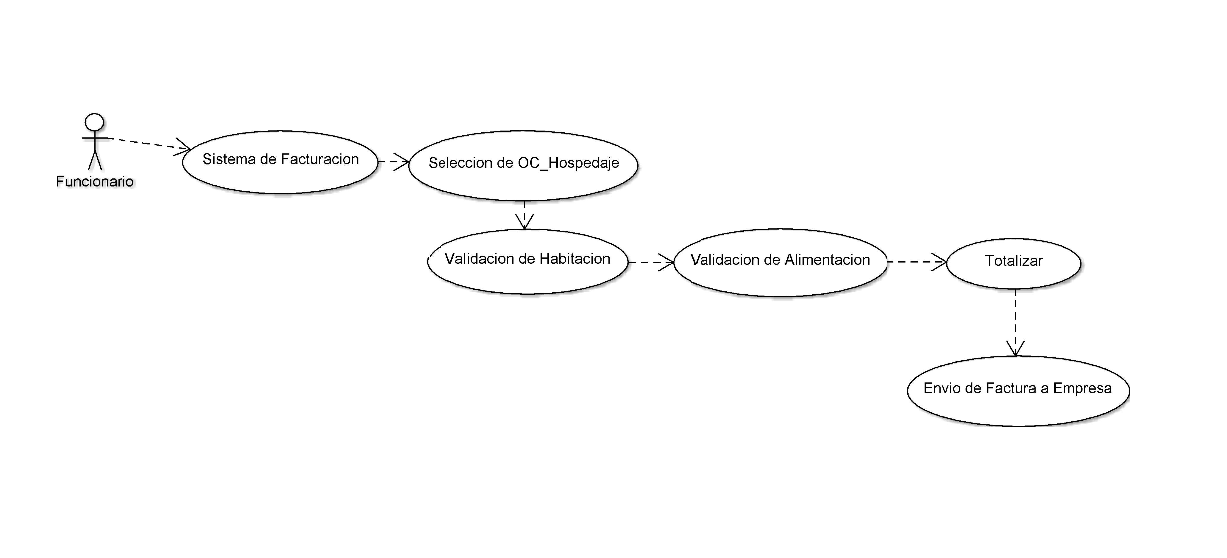 Funcionario
Sistema de Facturacion
Seleccion de OC_Hospedaje
Validacion de Habitacion
Validacion de Alimentacion
Totalizar
Envio de Factura a Empresa